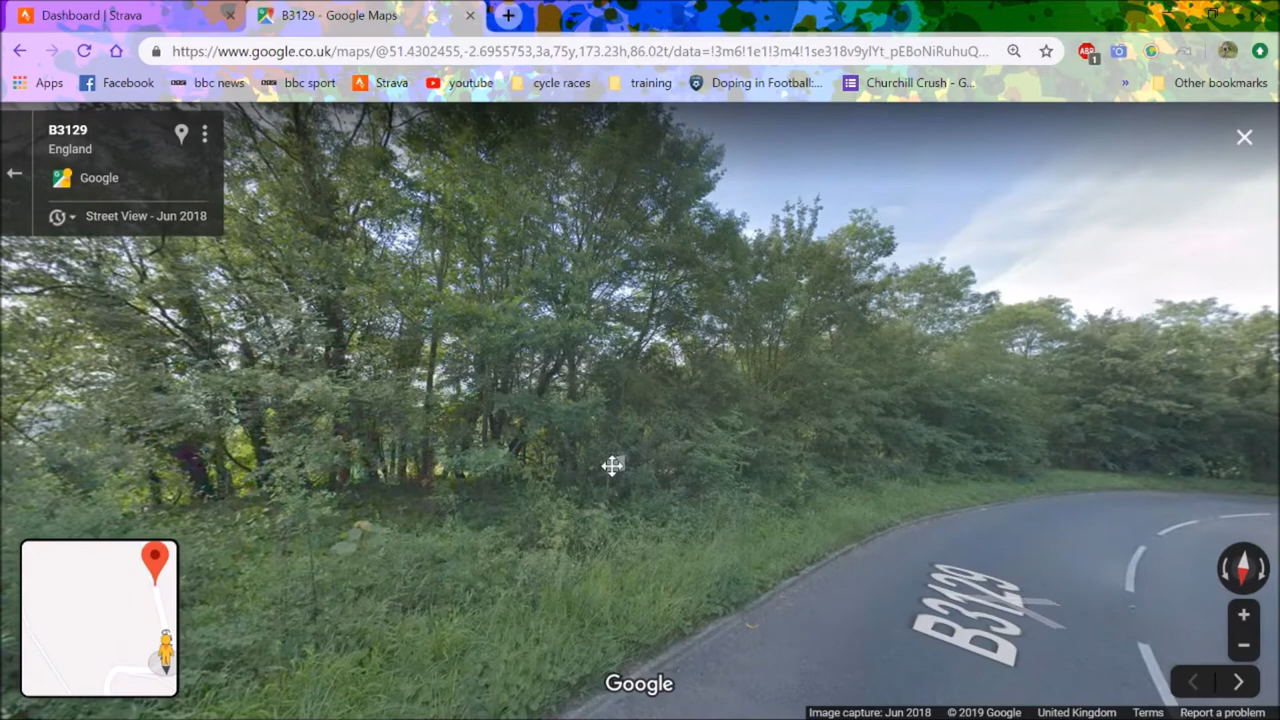 Dashboard | Strava
B3129 - Google Maps
https://www.google.co.uk/maps/@51.4302455,-2.6955753,3a,75y,173.23h,86.02t/data=!3m6!1e1!3m4!1se318v9ylYt_pEBoNiRuhuQ...
ABP 1
Apps Facebook bbc news bbc sport Strava youtube cycle races training Doping in Football:... Churchill Crush - G... » Other bookmarks
B3129
England
Google
Street View - Jun 2018
B3129
Google
Image capture: Jun 2018 © 2019 Google United Kingdom Terms Report a problem